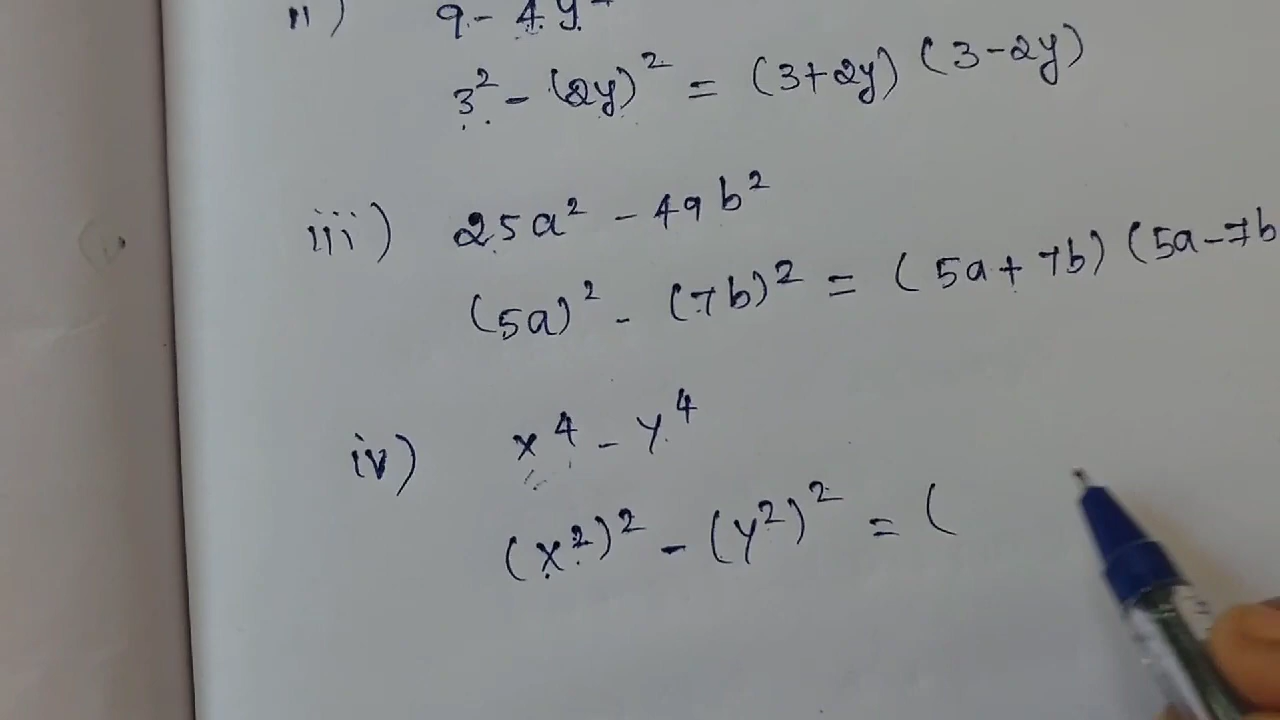 ii) 9 - 4y²
3² - (2y)² = (3+2y) (3-2y)
iii) 25a² - 49b²
(5a)² - (7b)² = (5a+7b) (5a-7b
iv) x⁴ - y⁴
(x²)² - (y²)² = (